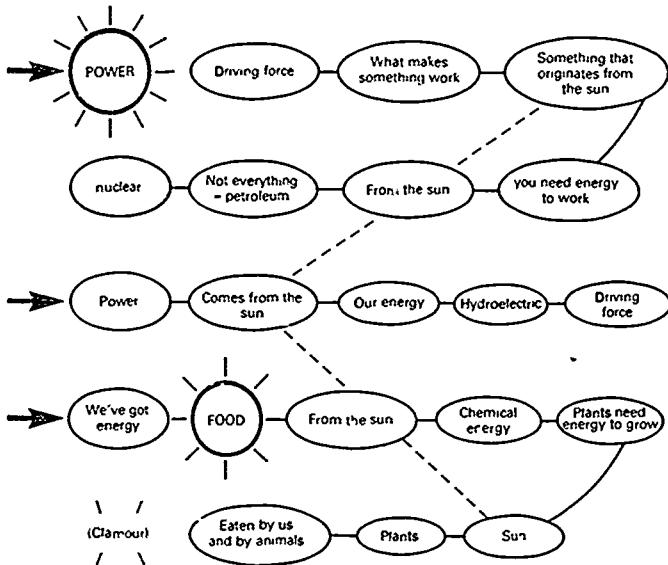 POWER
Driving force
What makes
something work
Something that
originates from
the sun
nuclear
Not everything
– petroleum
From the sun
you need energy
to work
Power
Comes from the
sun
Our energy
Hydroelectric
Driving
force
We've got
energy
FOOD
From the sun
Chemical
energy
Plants need
energy to grow
(Clamour)
Eaten by us
and by animals
Plants
Sun